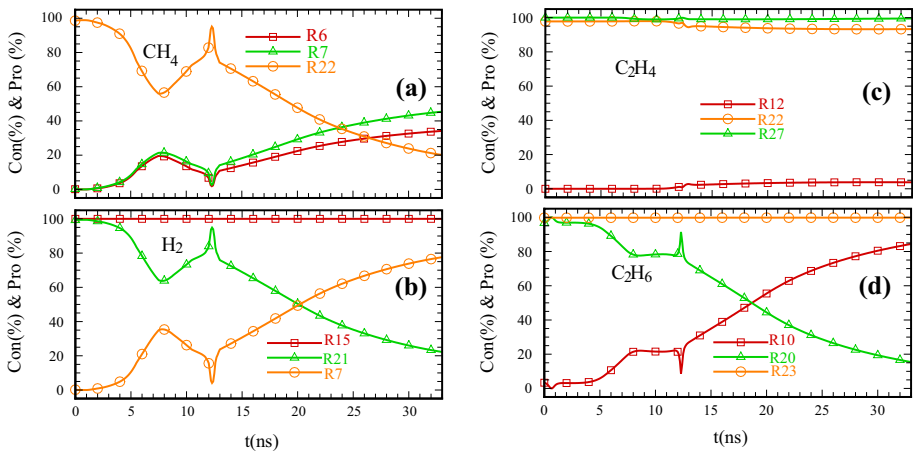 Con(%) & Pro (%)
100
80
60
40
20
0
CH4
R6
R7
R22
(a)
Con(%) & Pro (%)
100
80
60
40
20
0
H2
R15
R21
R7
(b)
0 5 10 15 20 25 30
t(ns)
Con(%) & Pro (%)
100
80
60
40
20
0
C2H4
R12
R22
R27
(c)
Con(%) & Pro (%)
100
80
60
40
20
0
C2H6
R10
R20
R23
(d)
0 5 10 15 20 25 30
t(ns)